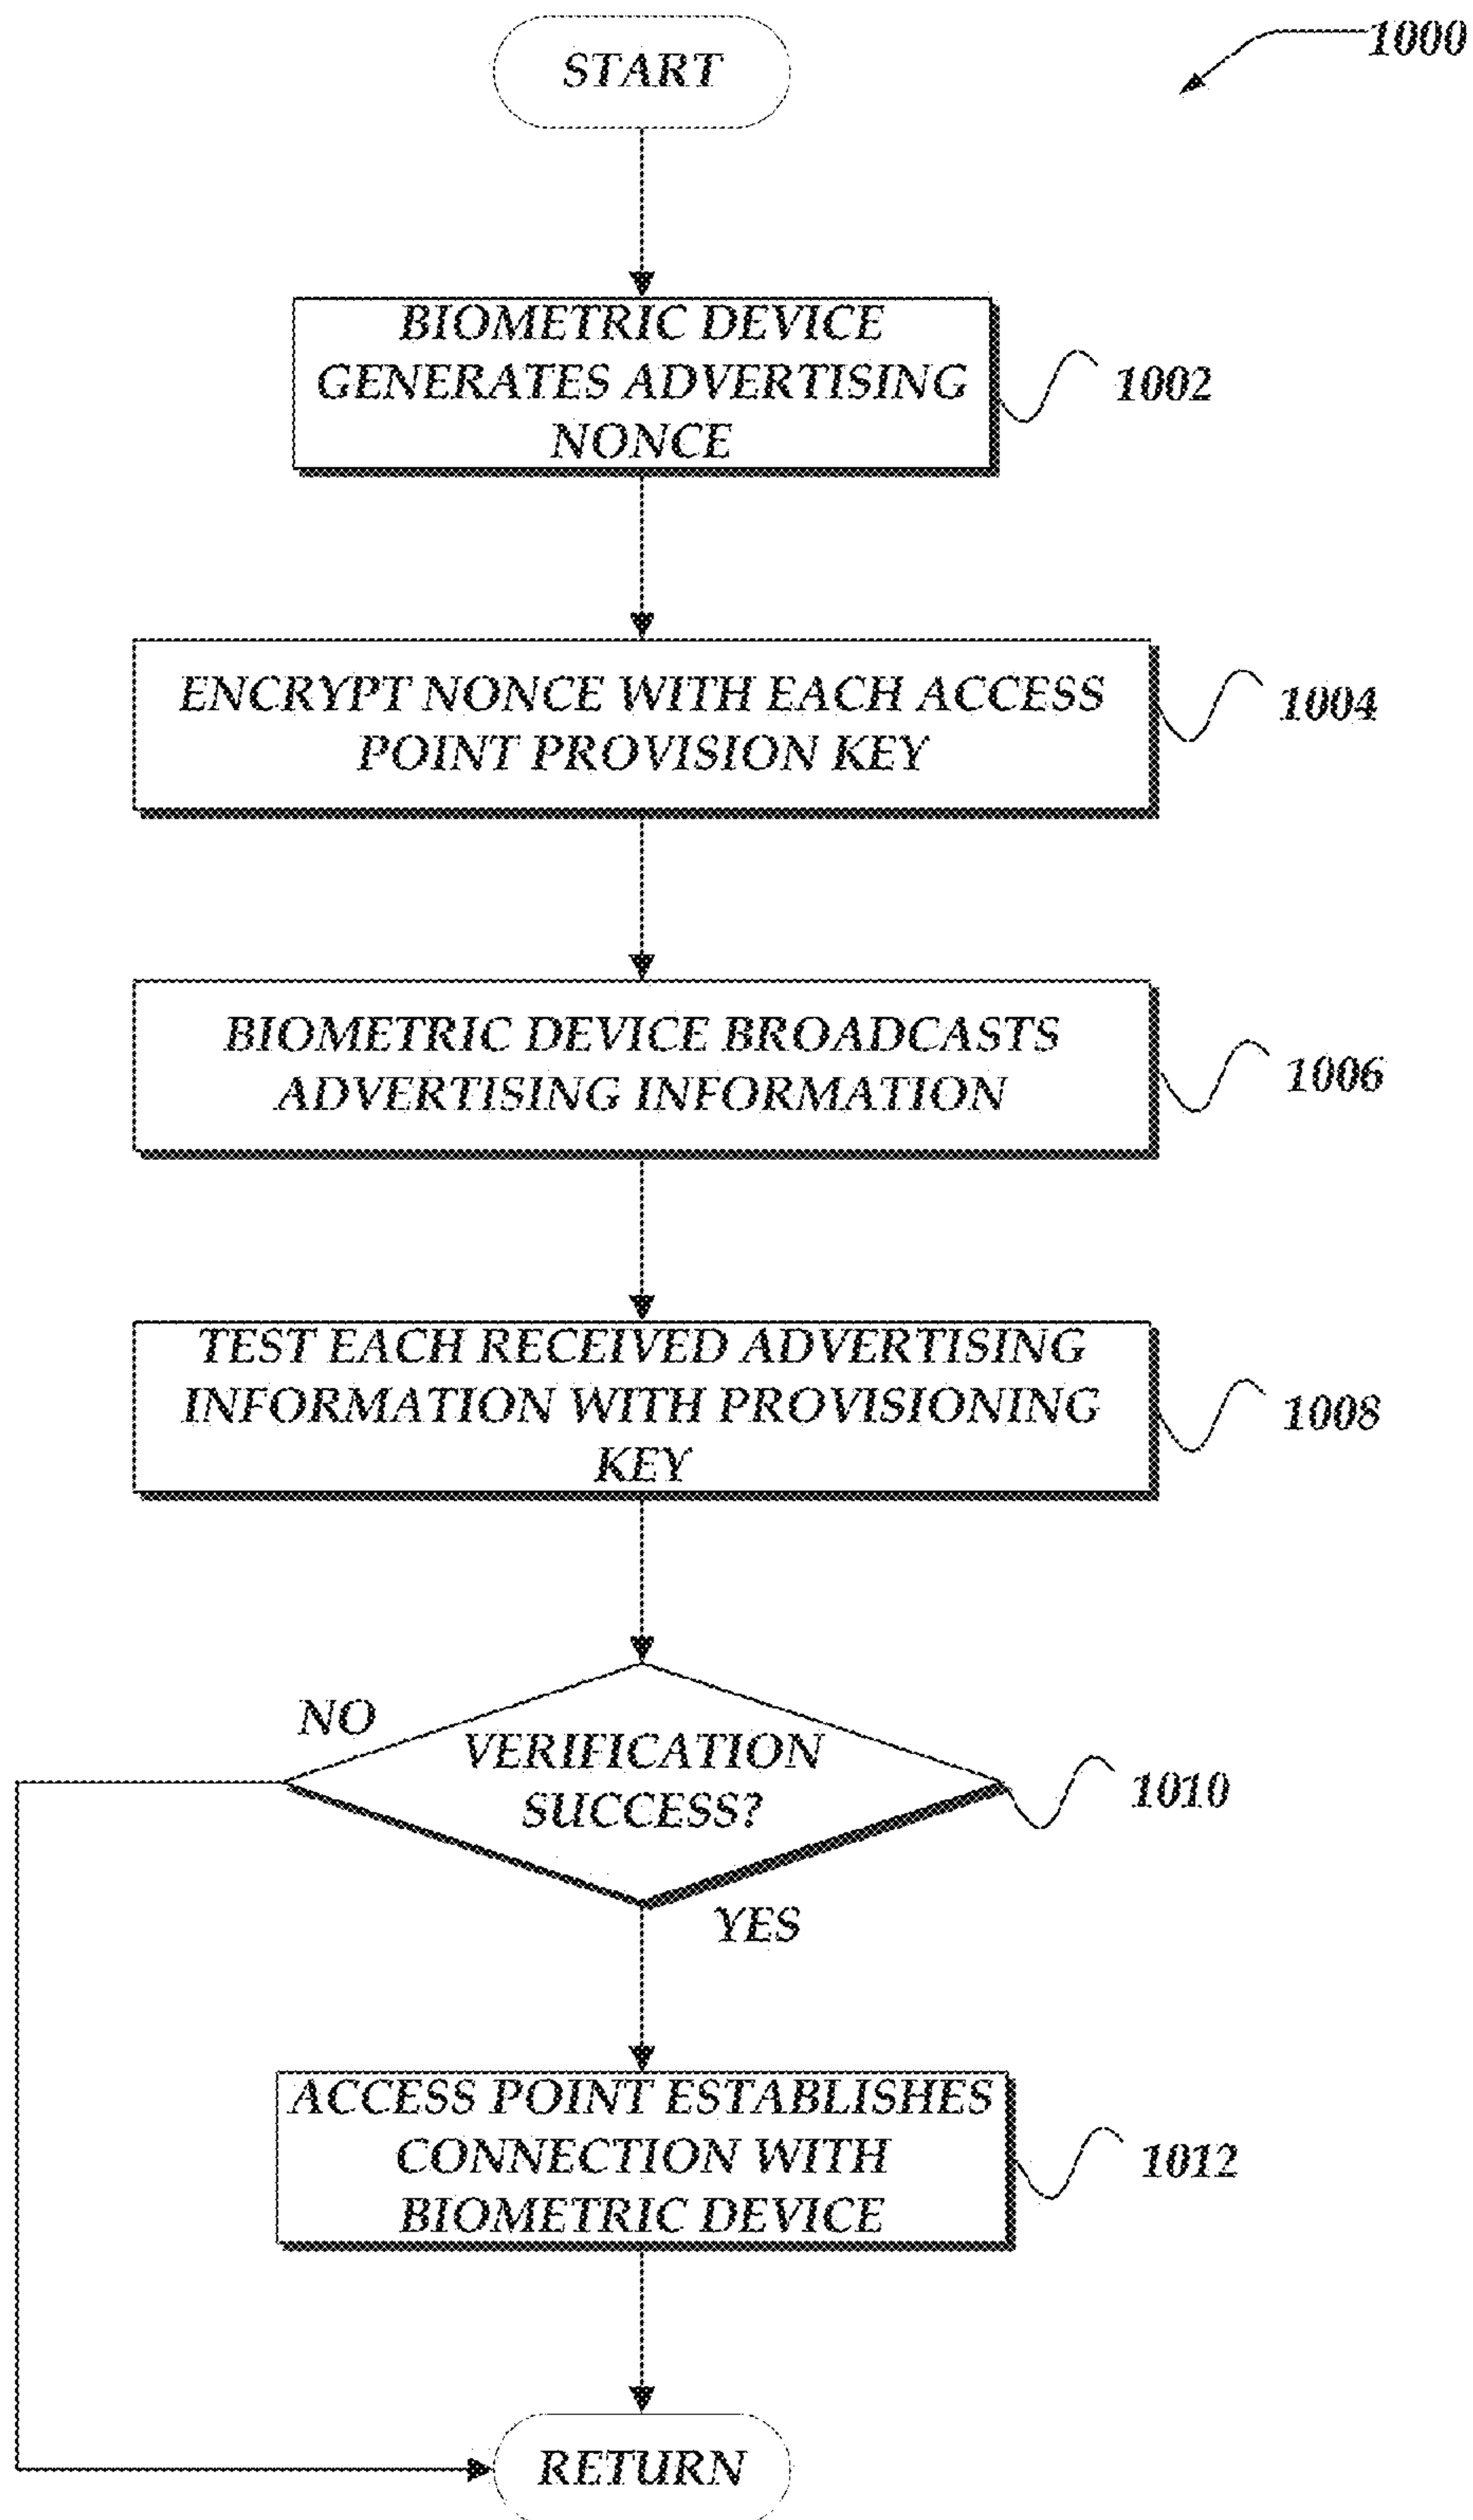 START
1000
BIOMETRIC DEVICE
GENERATES ADVERTISING
NONCE
1002
ENCRYPT NONCE WITH EACH ACCESS
POINT PROVISION KEY
1004
BIOMETRIC DEVICE BROADCASTS
ADVERTISING INFORMATION
1006
TEST EACH RECEIVED ADVERTISING
INFORMATION WITH PROVISIONING
KEY
1008
NO
VERIFICATION
SUCCESS?
1010
YES
ACCESS POINT ESTABLISHES
CONNECTION WITH
BIOMETRIC DEVICE
1012
RETURN